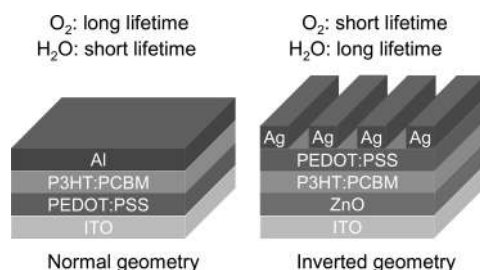 O₂: long lifetime
H₂O: short lifetime
Al
P3HT:PCBM
PEDOT:PSS
ITO
Normal geometry
O₂: short lifetime
H₂O: long lifetime
Ag Ag Ag Ag
PEDOT:PSS
P3HT:PCBM
ZnO
ITO
Inverted geometry